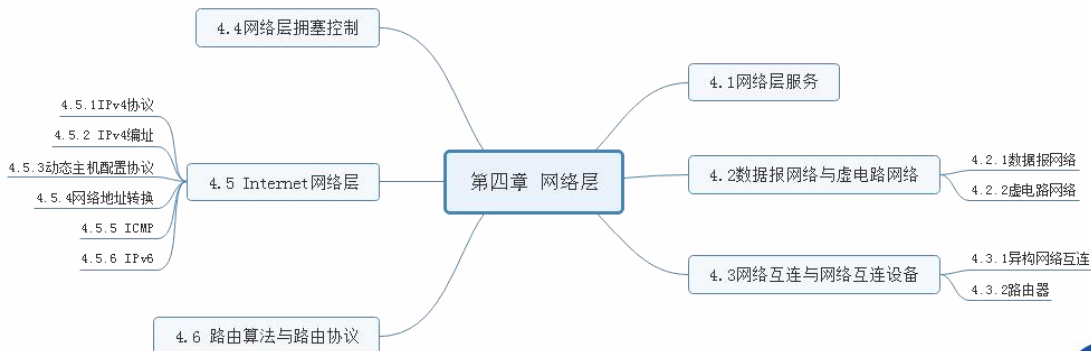 第四章 网络层
4.1网络层服务
4.2数据报网络与虚电路网络
4.2.1数据报网络
4.2.2虚电路网络
4.3网络互连与网络互连设备
4.3.1异构网络互连
4.3.2路由器
4.4网络层拥塞控制
4.5 Internet网络层
4.5.1IPv4协议
4.5.2 IPv4编址
4.5.3动态主机配置协议
4.5.4网络地址转换
4.5.5 ICMP
4.5.6 IPv6
4.6 路由算法与路由协议